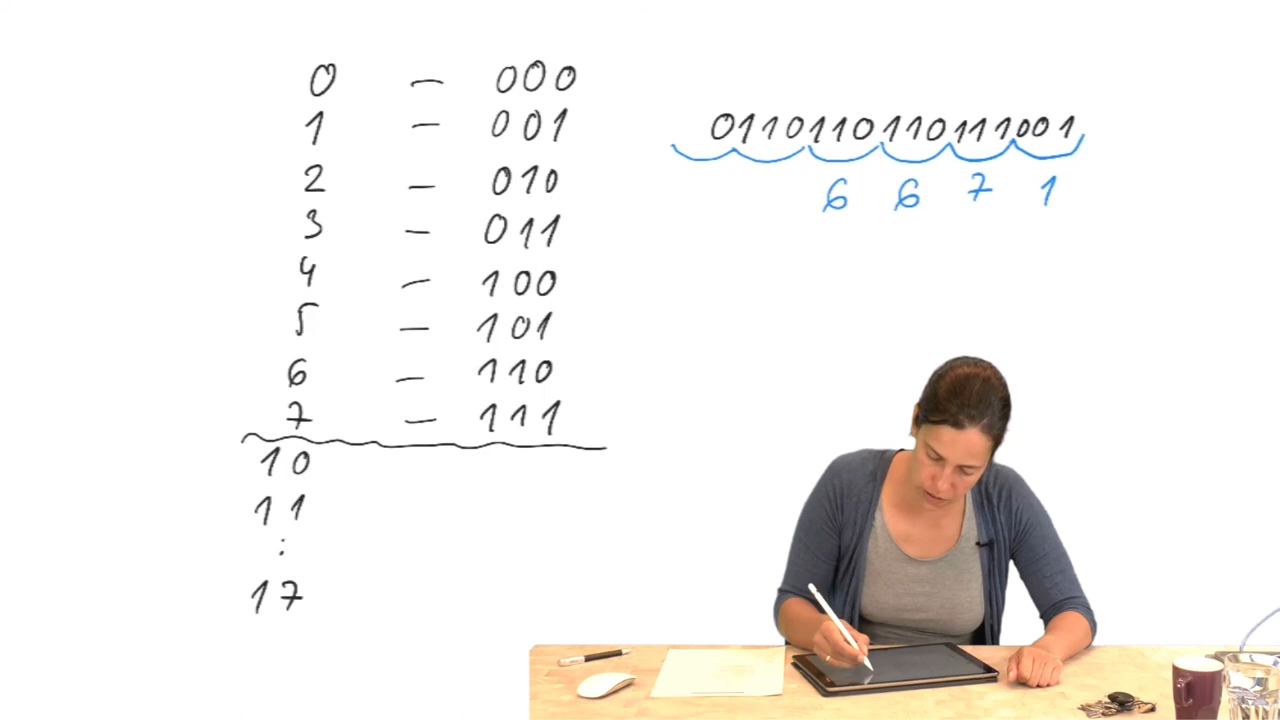 0 – 000
1 – 001
2 – 010
3 – 011
4 – 100
5 – 101
6 – 110
7 – 111
10
11
:
17
0110110110111001
6 6 7 1